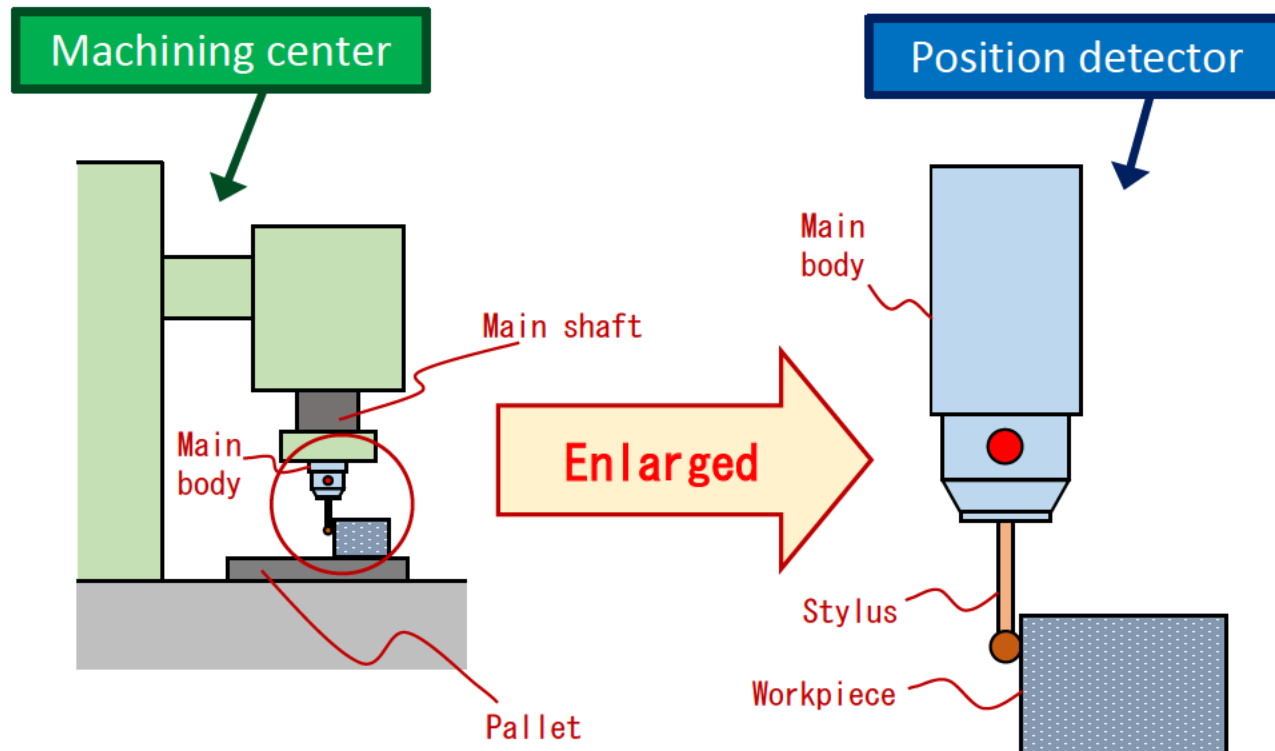 Machining center
Position detector
Main
body
Main shaft
Main
body
Enlarged
Stylus
Workpiece
Pallet